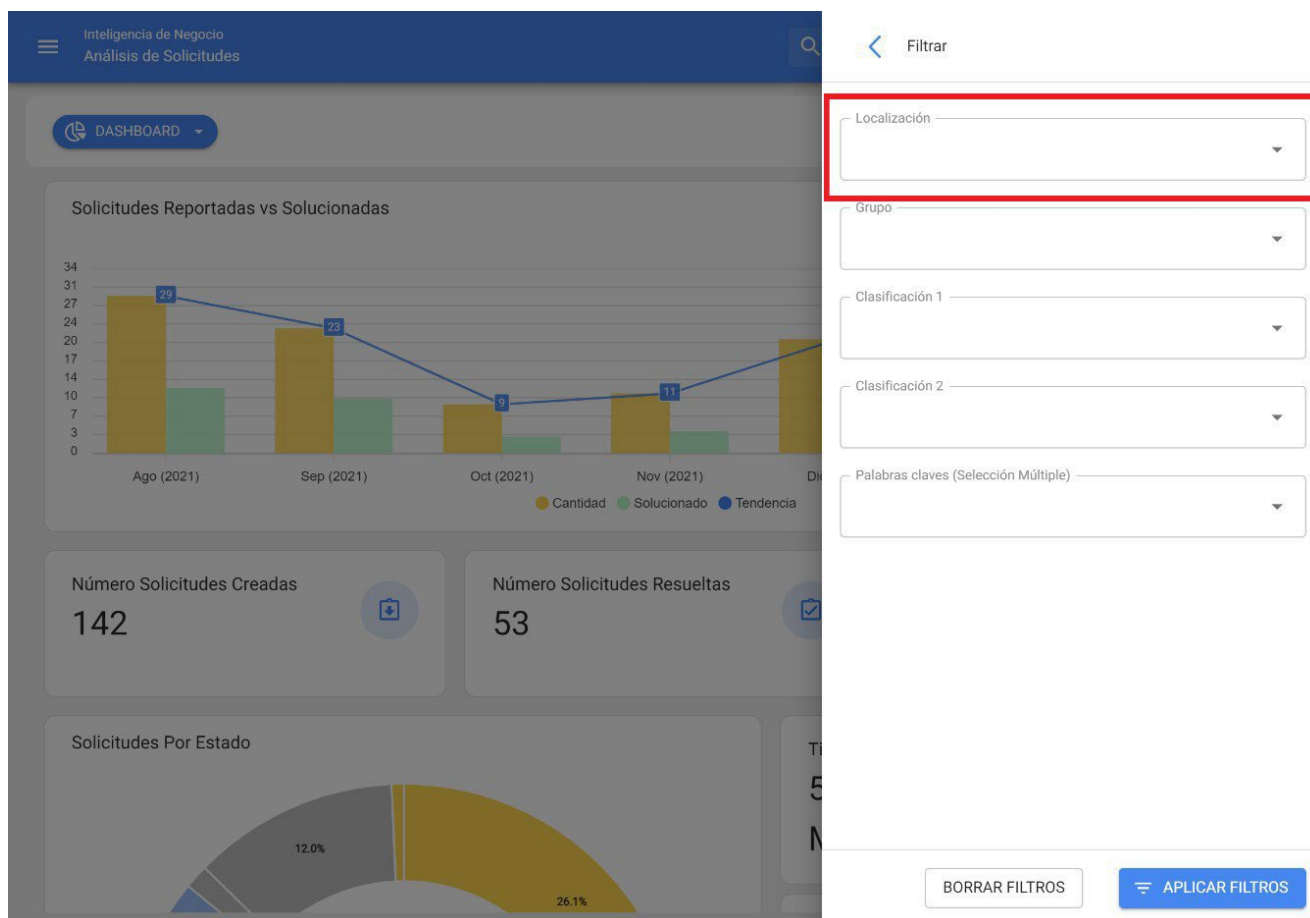 Inteligencia de Negocio
Análisis de Solicitudes
DASHBOARD
Solicitudes Reportadas vs Solucionadas
34
31
27
24
20
17
14
10
7
3
0
29
23
9
11
Ago (2021)
Sep (2021)
Oct (2021)
Nov (2021)
Cantidad
Solucionado
Tendencia
Número Solicitudes Creadas
142
Número Solicitudes Resueltas
53
Solicitudes Por Estado
12.0%
26.1%
Filtrar
Localización
Grupo
Clasificación 1
Clasificación 2
Palabras claves (Selección Múltiple)
BORRAR FILTROS
APLICAR FILTROS